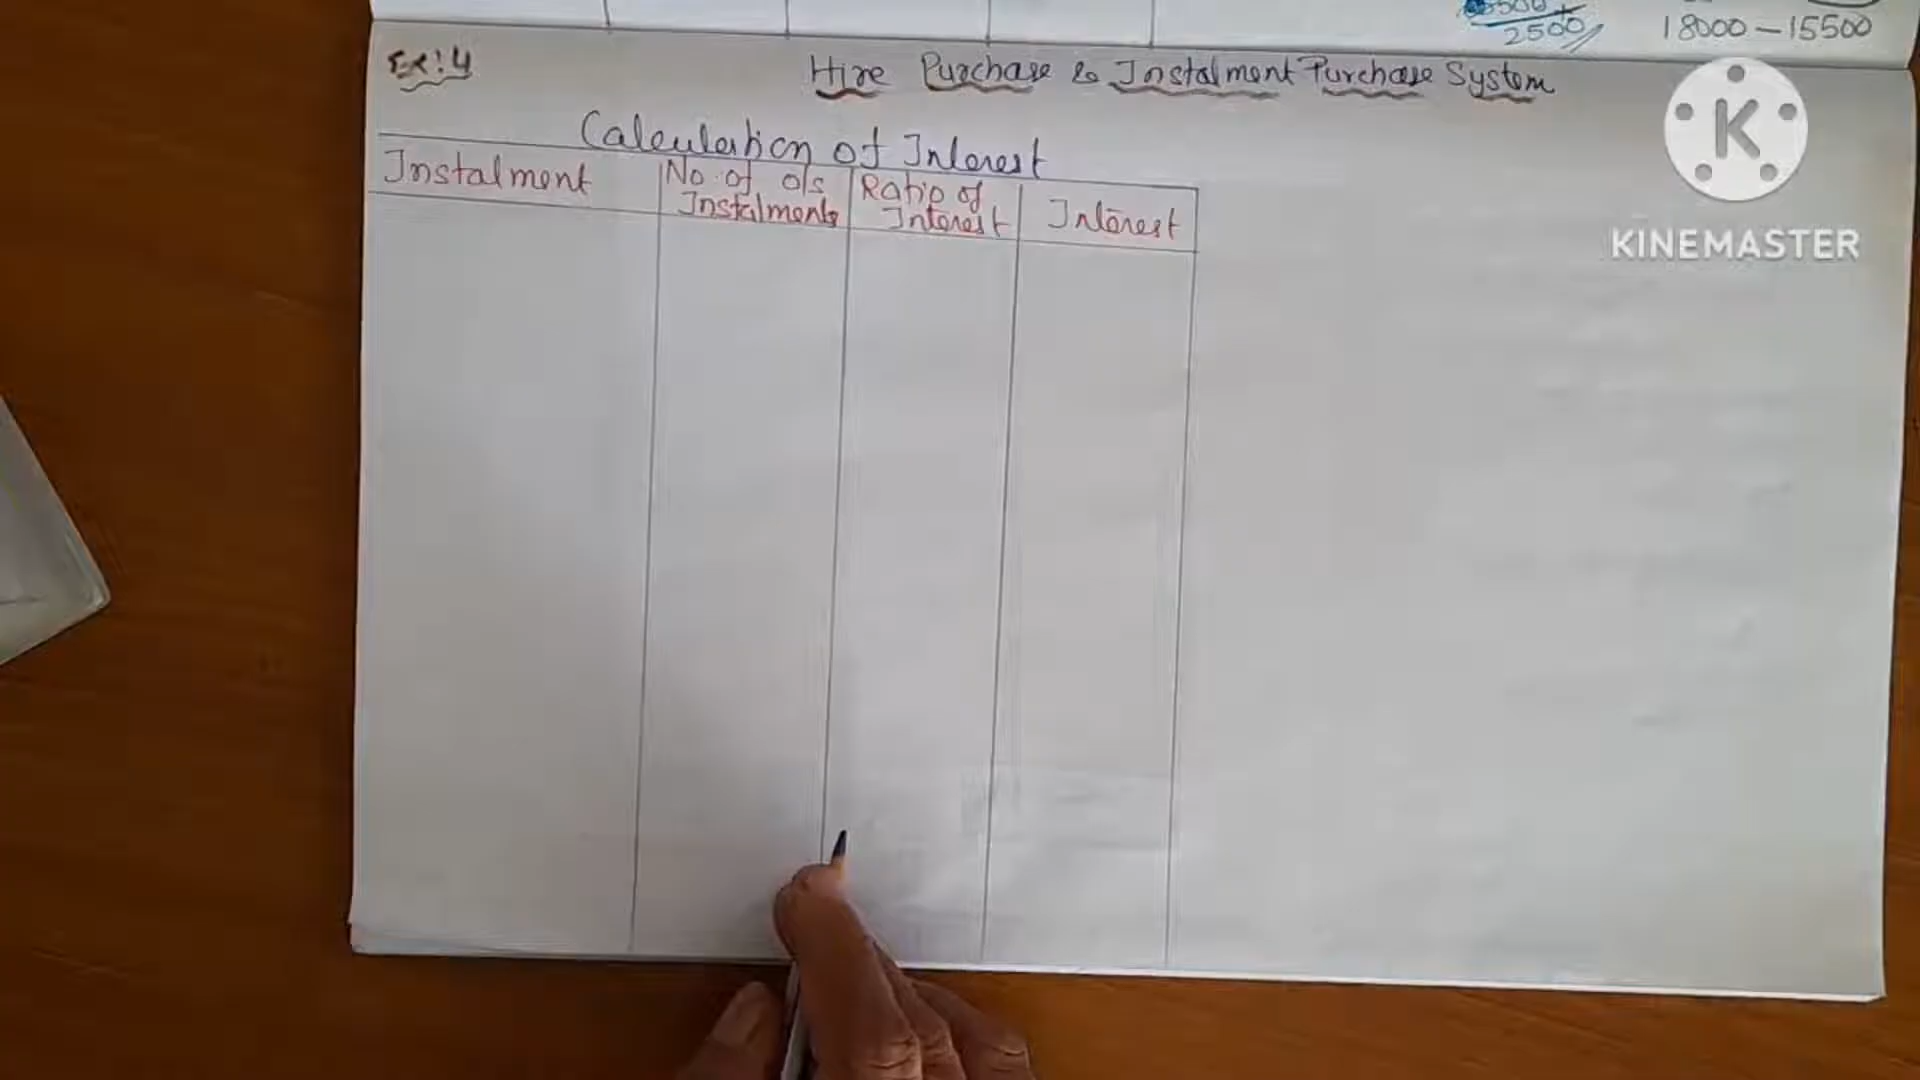 2500
18000-15500
Ex:4
Hire Purchase & Instalment Purchase System
Calculation of Interest
Instalment
No. of o/s Instalments
Ratio of Interest
Interest
K
KINEMASTER